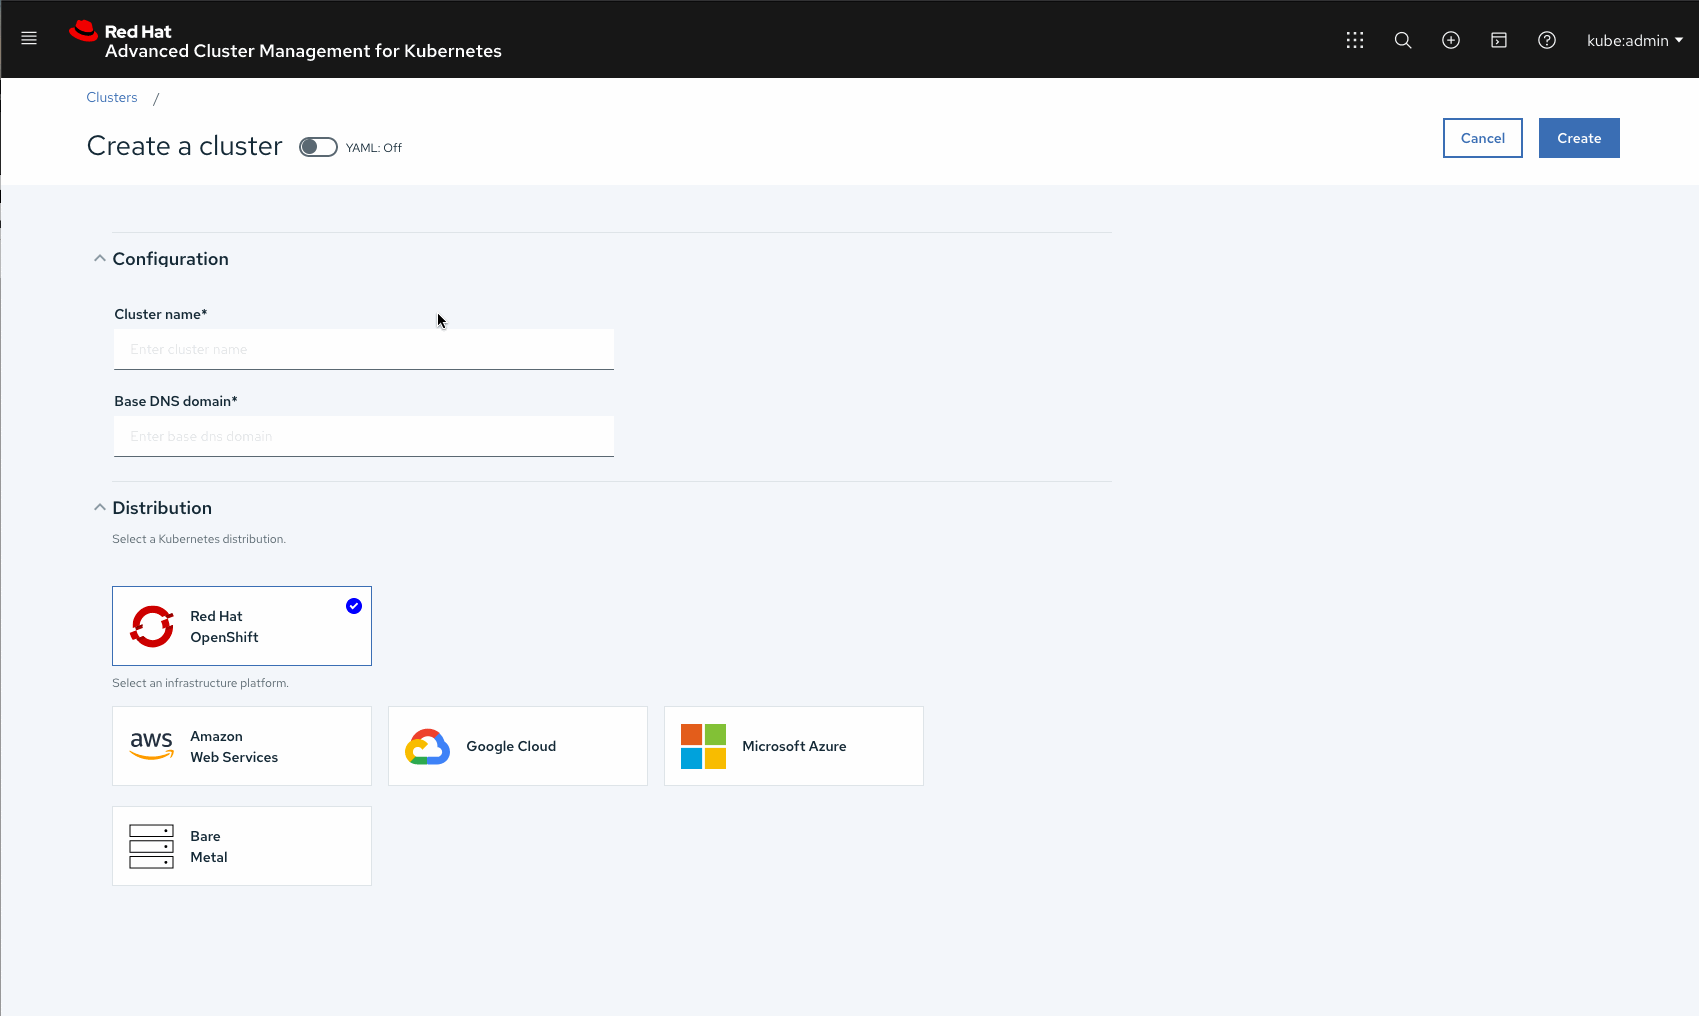 Red Hat
Advanced Cluster Management for Kubernetes
kube:admin
Clusters /
Create a cluster
YAML: Off
Cancel
Create
Configuration
Cluster name*
Enter cluster name
Base DNS domain*
Enter base dns domain
Distribution
Select a Kubernetes distribution.
Red Hat
OpenShift
Select an infrastructure platform.
aws
Amazon
Web Services
Google Cloud
Microsoft Azure
Bare
Metal